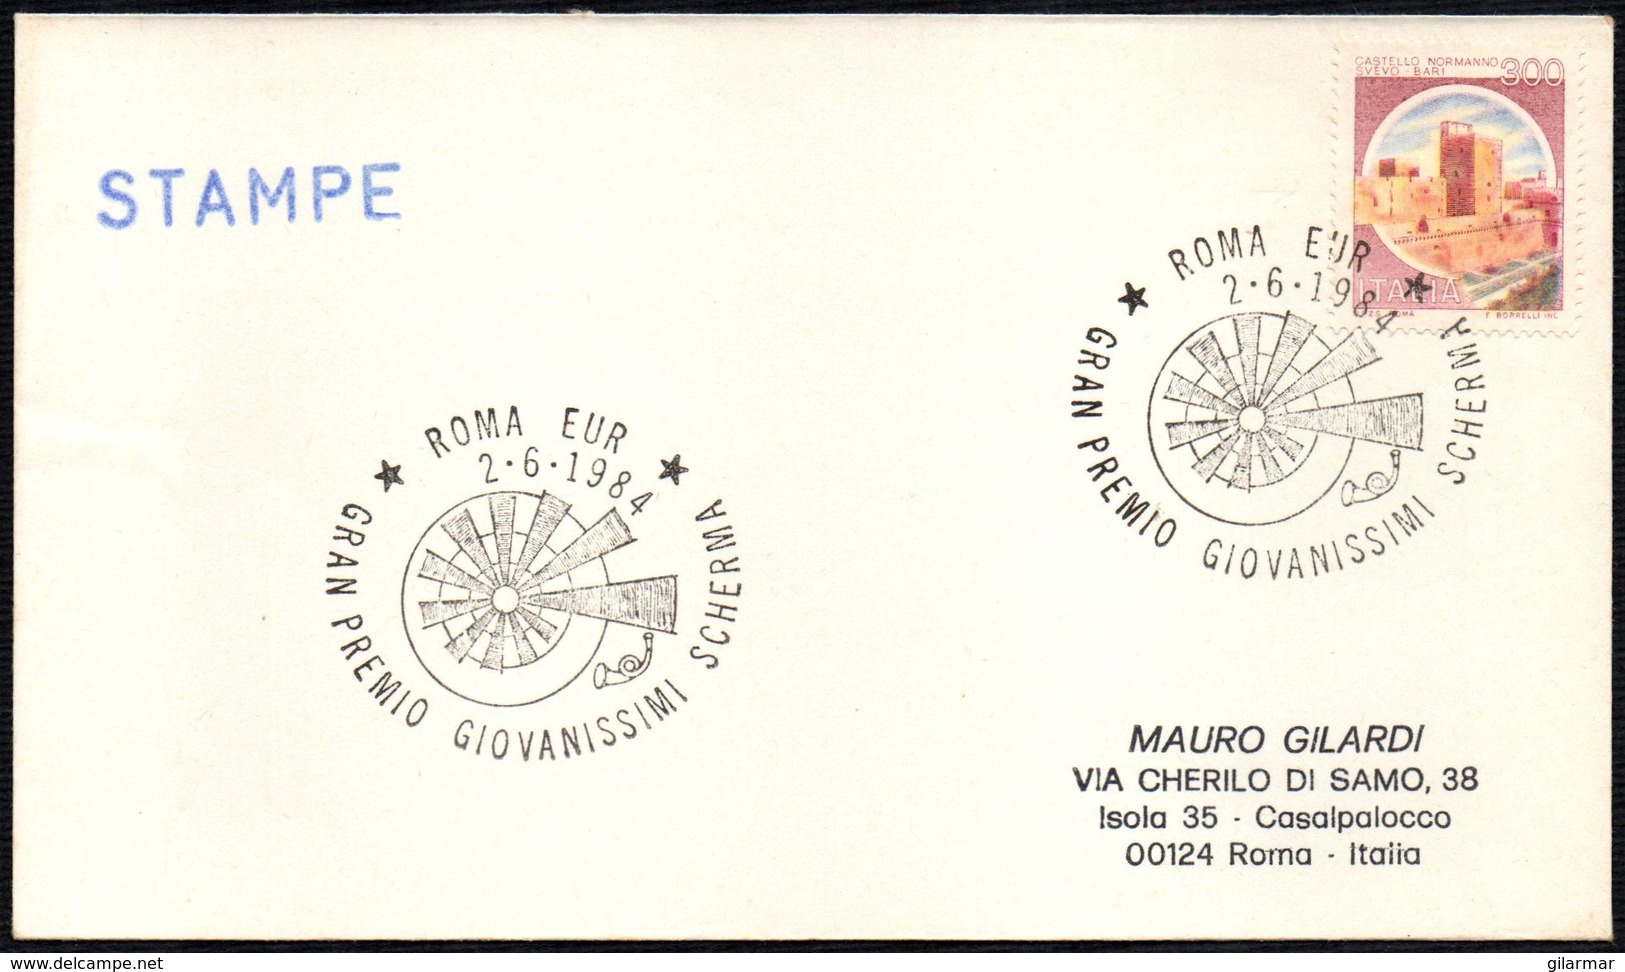 CASTELLO NORMANNO
SVEVO - BARI
300
STAMPE
ITALIA
F. BORRELLI INC.
ROMA EUR
2·6·1984
GRAN PREMIO GIOVANISSIMI SCHERMA
ROMA EUR
2·6·1984
GRAN PREMIO GIOVANISSIMI SCHERMA
MAURO GILARDI
VIA CHERILO DI SAMO, 38
Isola 35 - Casalpalocco
00124 Roma - Italia
www.delcampe.net
gilarmar